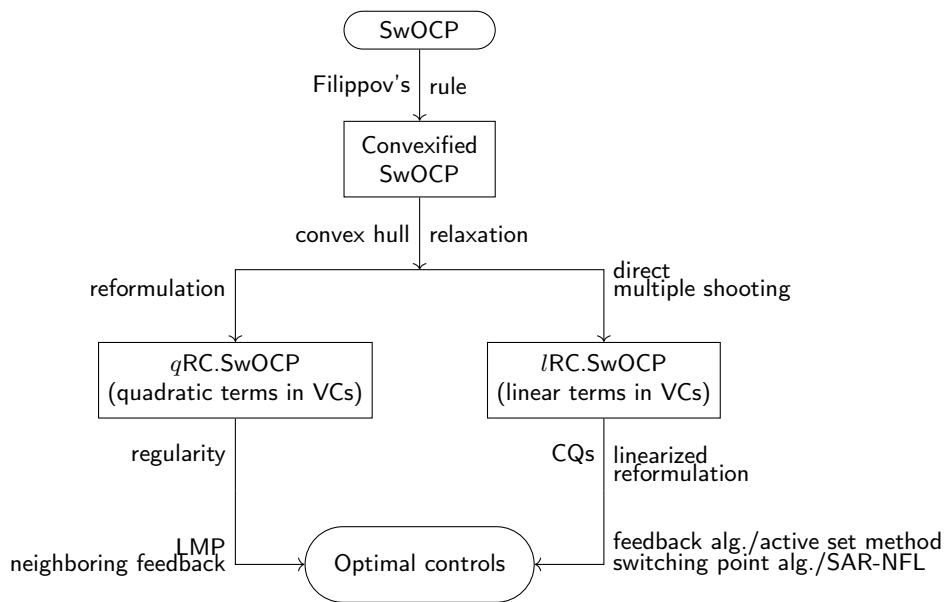 SwOCP
Filippov's rule
Convexified
SwOCP
convex hull relaxation
reformulation
direct
multiple shooting
qRC.SwOCP
(quadratic terms in VCs)
lRC.SwOCP
(linear terms in VCs)
regularity
CQs
linearized
reformulation
LMP
neighboring feedback
Optimal controls
feedback alg./active set method
switching point alg./SAR-NFL